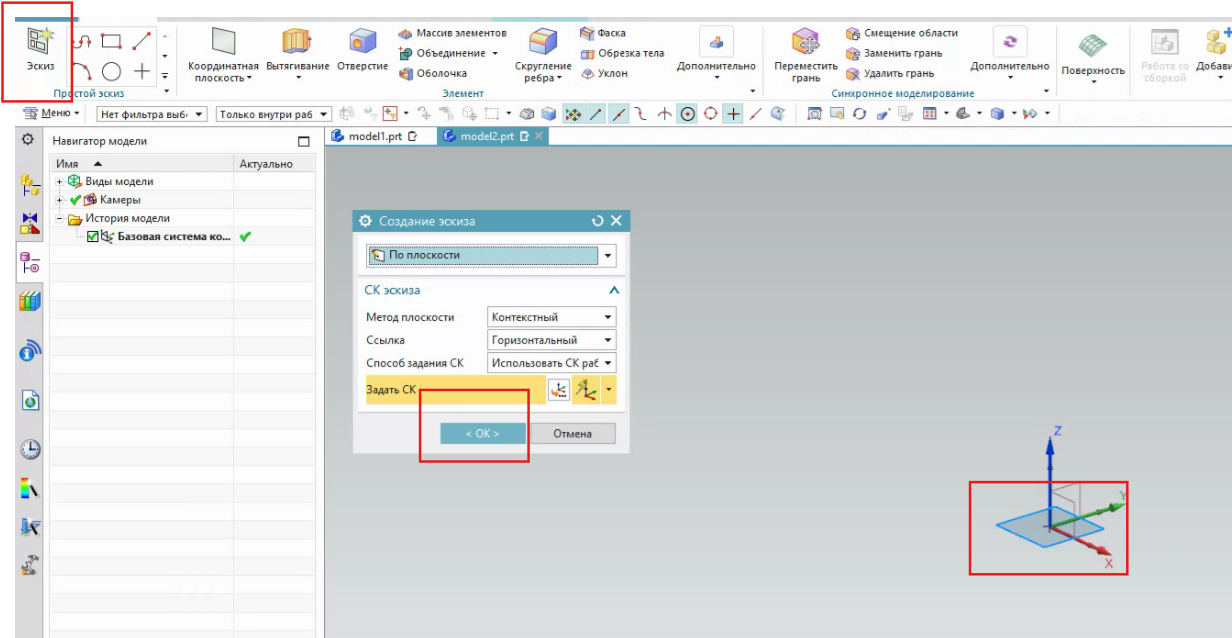 Эскиз
Простой эскиз
Координатная плоскость
Вытягивание
Отверстие
Массив элементов
Объединение
Оболочка
Скругление ребра
Фаска
Обрезка тела
Уклон
Дополнительно
Элемент
Переместить грань
Смещение области
Заменить грань
Удалить грань
Дополнительно
Синхронное моделирование
Поверхность
Работа со сборкой
Добави
Меню
Нет фильтра выб
Только внутри раб
Навигатор модели
model1.prt
model2.prt
Имя
Актуально
Виды модели
Камеры
История модели
Базовая система ко...
Создание эскиза
По плоскости
СК эскиза
Метод плоскости
Контекстный
Ссылка
Горизонтальный
Способ задания СК
Использовать СК раб
Задать СК
< OK >
Отмена
Z
Y
X